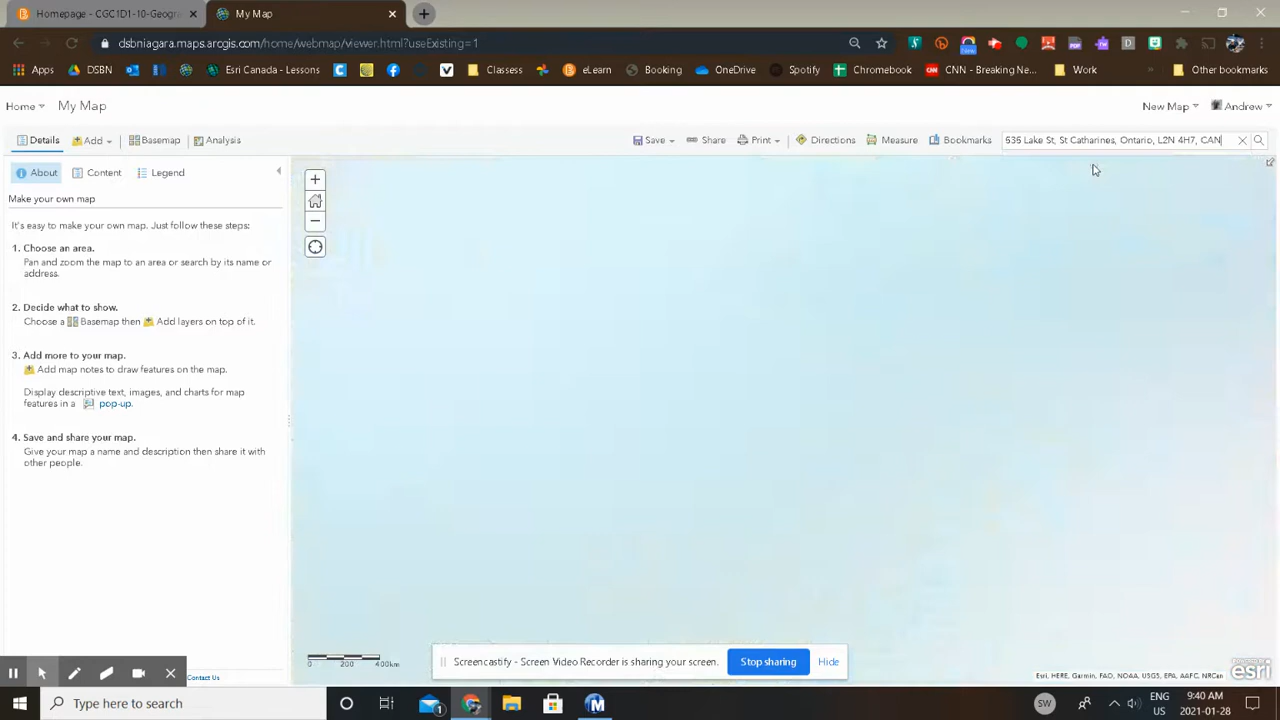 Homepage - CGC1D1-10-Geogra
My Map
dsbniagara.maps.arcgis.com/home/webmap/viewer.html?useExisting=1
Apps
DSBN
Esri Canada - Lessons
Classess
eLearn
Booking
OneDrive
Spotify
Chromebook
CNN - Breaking Ne...
Work
»
Other bookmarks
Home
My Map
New Map
Andrew
Details
Add
Basemap
Analysis
Save
Share
Print
Directions
Measure
Bookmarks
535 Lake St, St Catharines, Ontario, L2N 4H7, CAN
About
Content
Legend
Make your own map
It's easy to make your own map. Just follow these steps:
1. Choose an area.
Pan and zoom the map to an area or search by its name or
address.
2. Decide what to show.
Choose a Basemap then Add layers on top of it.
3. Add more to your map.
Add map notes to draw features on the map.
Display descriptive text, images, and charts for map
features in a pop-up.
4. Save and share your map.
Give your map a name and description then share it with
other people.
0 200 400km
Screencastify - Screen Video Recorder is sharing your screen.
Stop sharing
Hide
Contact Us
Esri, HERE, Garmin, FAO, NOAA, USGS, EPA, AAFC, NRCan
POWERED BY
esri
Type here to search
SW
ENG
US
9:40 AM
2021-01-28